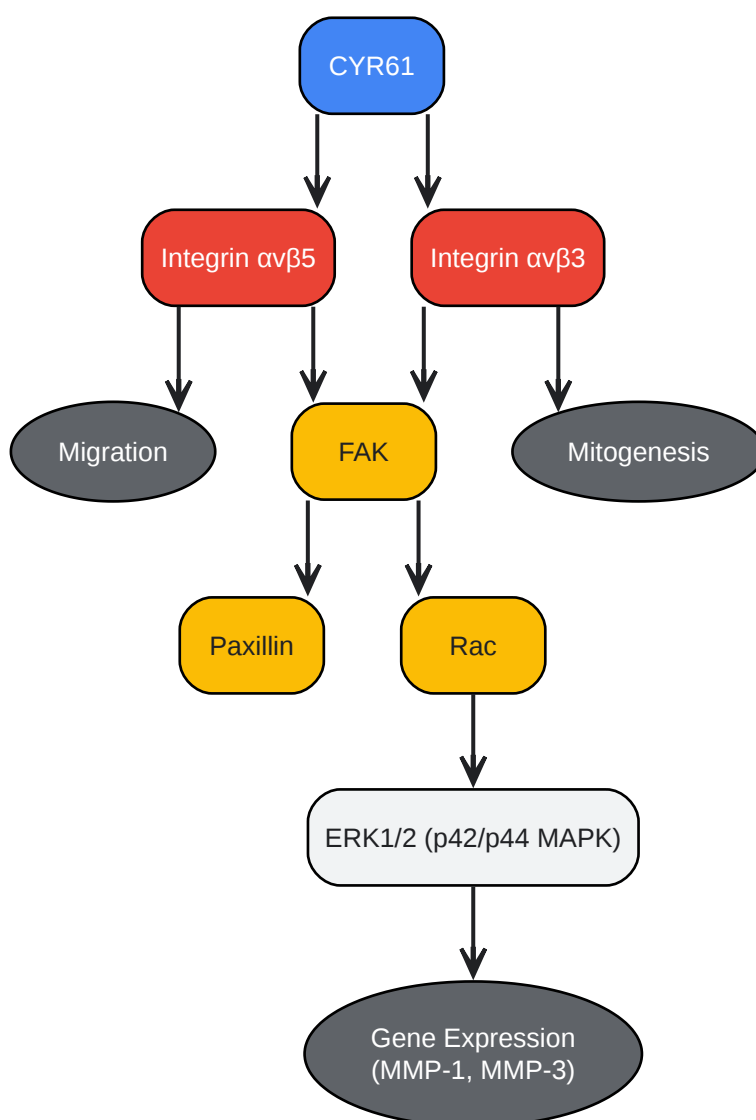 CYR61
Integrin αvβ5
Integrin αvβ3
Migration
FAK
Mitogenesis
Paxillin
Rac
ERK1/2 (p42/p44 MAPK)
Gene Expression
(MMP-1, MMP-3)